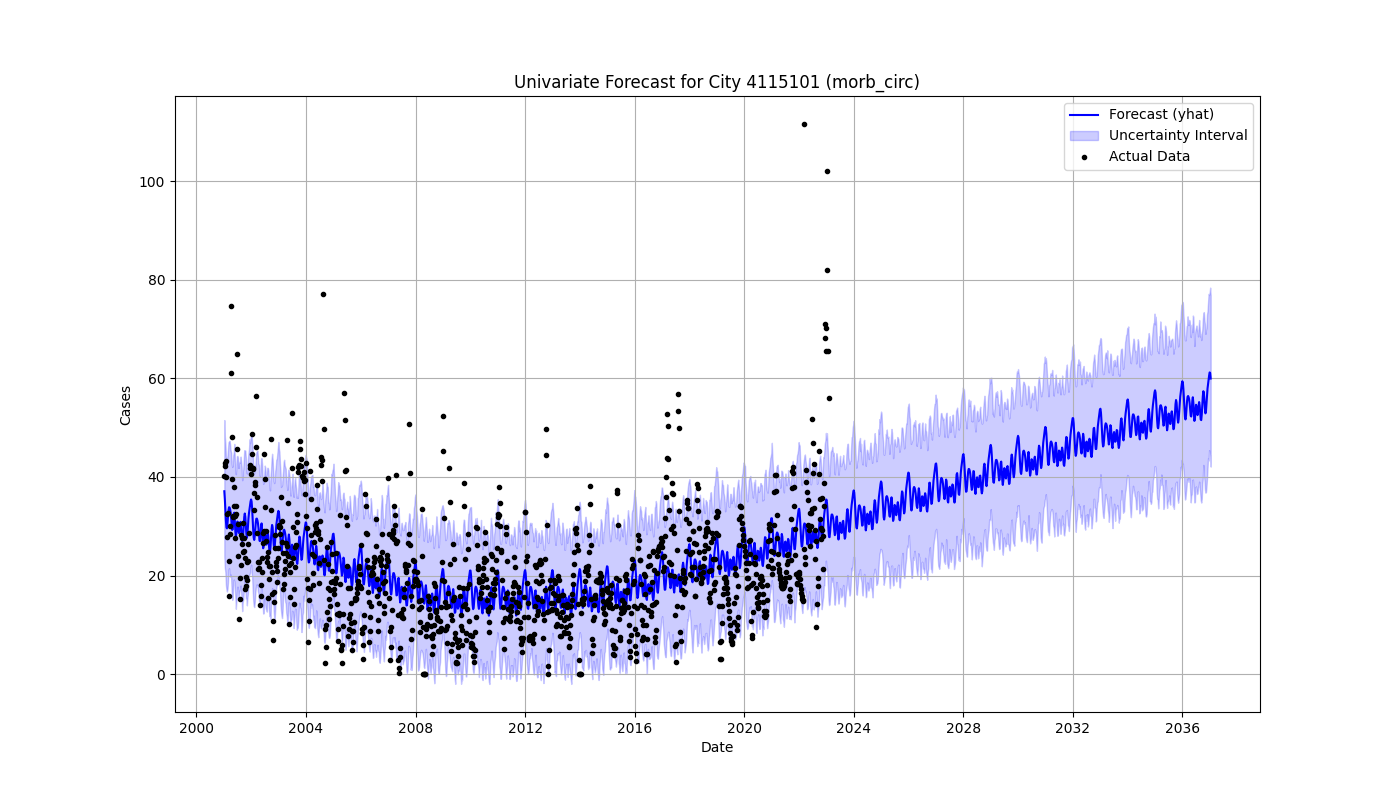 Univariate Forecast for City 4115101 (morb_circ)
Forecast (yhat)
Uncertainty Interval
Actual Data
100
80
60
40
20
0
Cases
2000 2004 2008 2012 2016 2020 2024 2028 2032 2036
Date